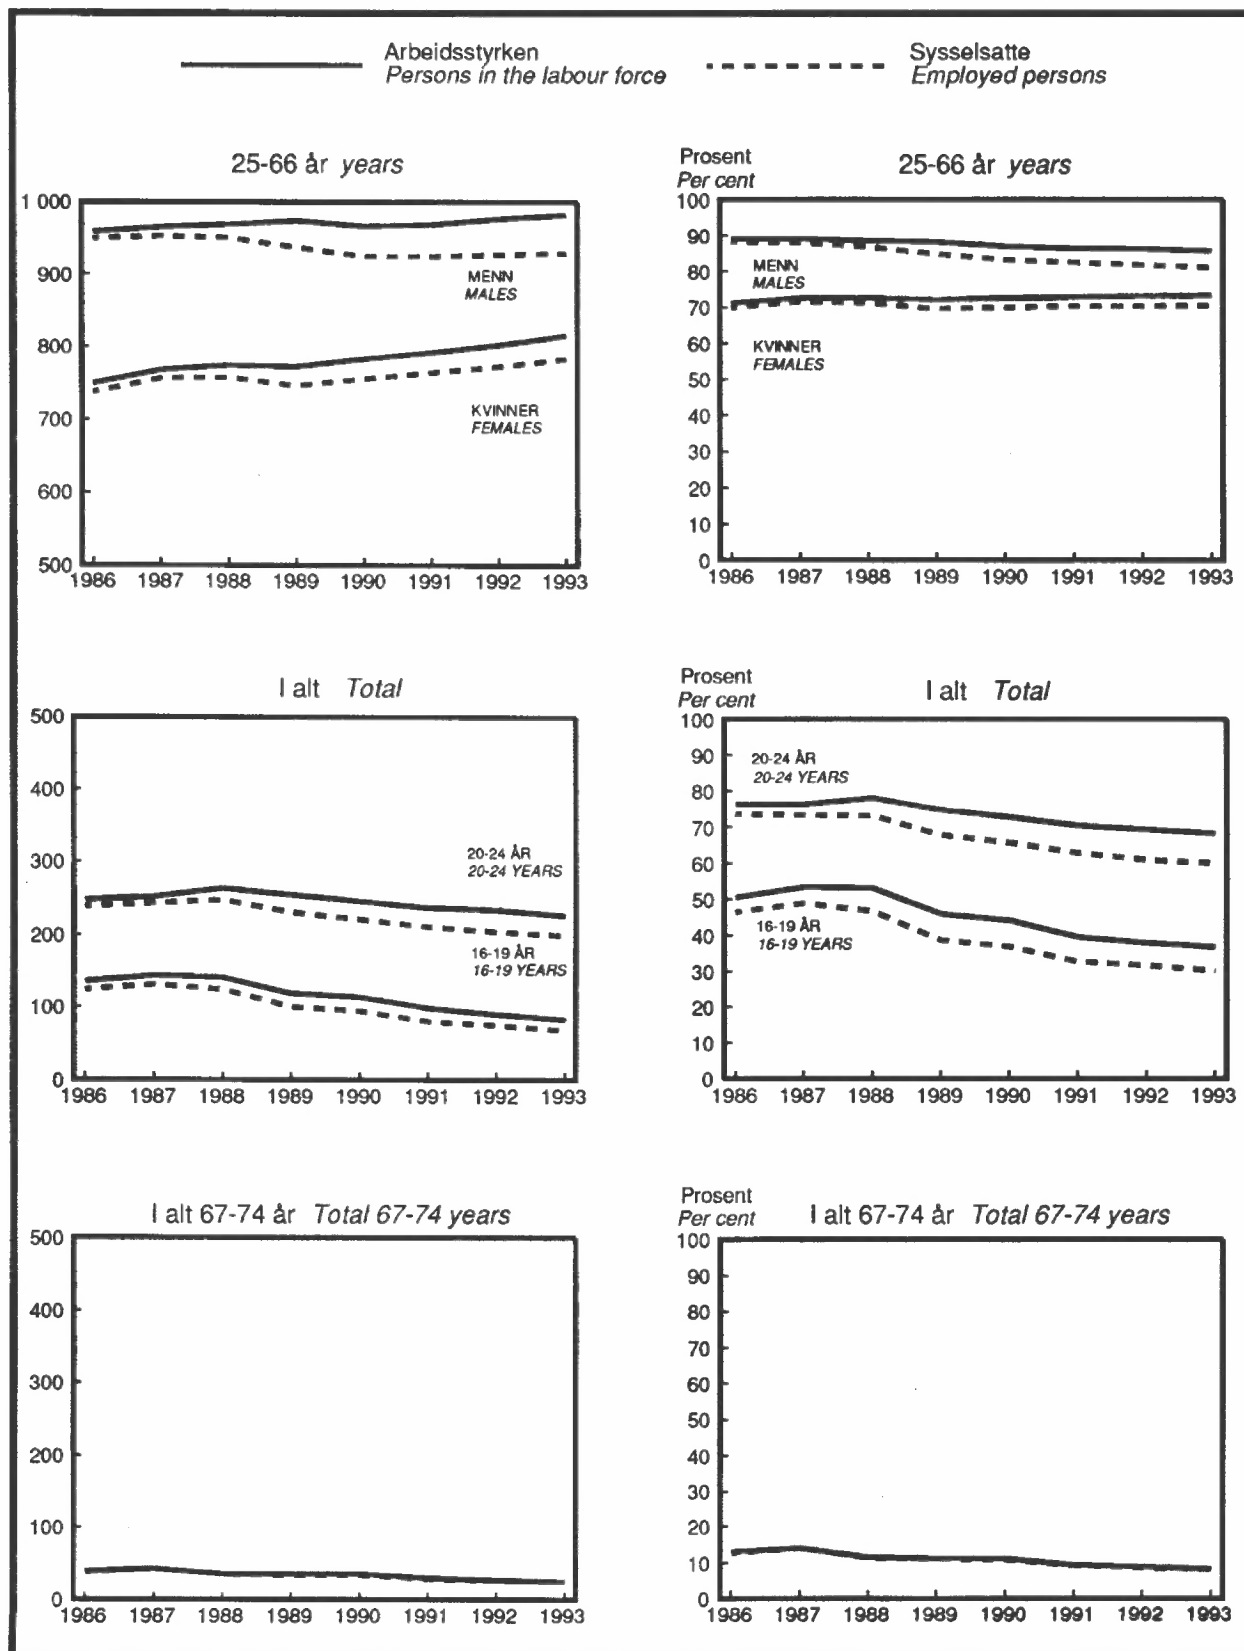 Arbeidsstyrken
Persons in the labour force
Sysselsatte
Employed persons
25-66 år years
1 000
900
800
700
600
500
MENN
MALES
KVINNER
FEMALES
1986 1987 1988 1989 1990 1991 1992 1993
Prosent
Per cent
25-66 år years
100
90
80
70
60
50
40
30
20
10
0
MENN
MALES
KVINNER
FEMALES
1986 1987 1988 1989 1990 1991 1992 1993
I alt Total
500
400
300
200
100
0
20-24 ÅR
20-24 YEARS
16-19 ÅR
16-19 YEARS
1986 1987 1988 1989 1990 1991 1992 1993
Prosent
Per cent
I alt Total
100
90
80
70
60
50
40
30
20
10
0
20-24 ÅR
20-24 YEARS
16-19 ÅR
16-19 YEARS
1986 1987 1988 1989 1990 1991 1992 1993
I alt 67-74 år Total 67-74 years
500
400
300
200
100
0
1986 1987 1988 1989 1990 1991 1992 1993
Prosent
Per cent
I alt 67-74 år Total 67-74 years
100
90
80
70
60
50
40
30
20
10
0
1986 1987 1988 1989 1990 1991 1992 1993